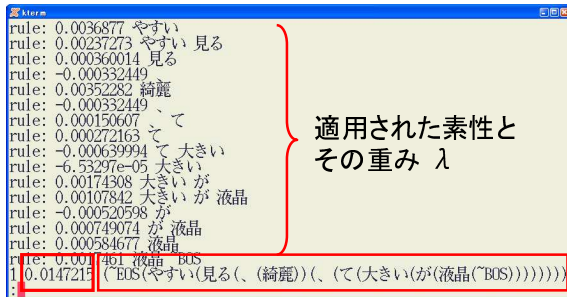 kterm
rule: 0.0036877 やすい
rule: 0.00237273 やすい 見る
rule: 0.000360014 見る
rule: -0.000332449 、
rule: 0.00352282 綺麗
rule: -0.000332449 、
rule: 0.000150607 、 て
rule: 0.000272163 て
rule: -0.000639994 て 大きい
rule: -6.53297e-05 大きい
rule: 0.00174308 大きい が
rule: 0.00107842 大きい が 液晶
rule: -0.000520598 が
rule: 0.000749074 が 液晶
rule: 0.000584677 液晶
rule: 0.0017461 液晶 ~BOS
1 0.0147215 (~EOS(やすい(見る(、(綺麗))(、(て(大きい(が(液晶(~BOS)))))))))
:
適用された素性と
その重み λ